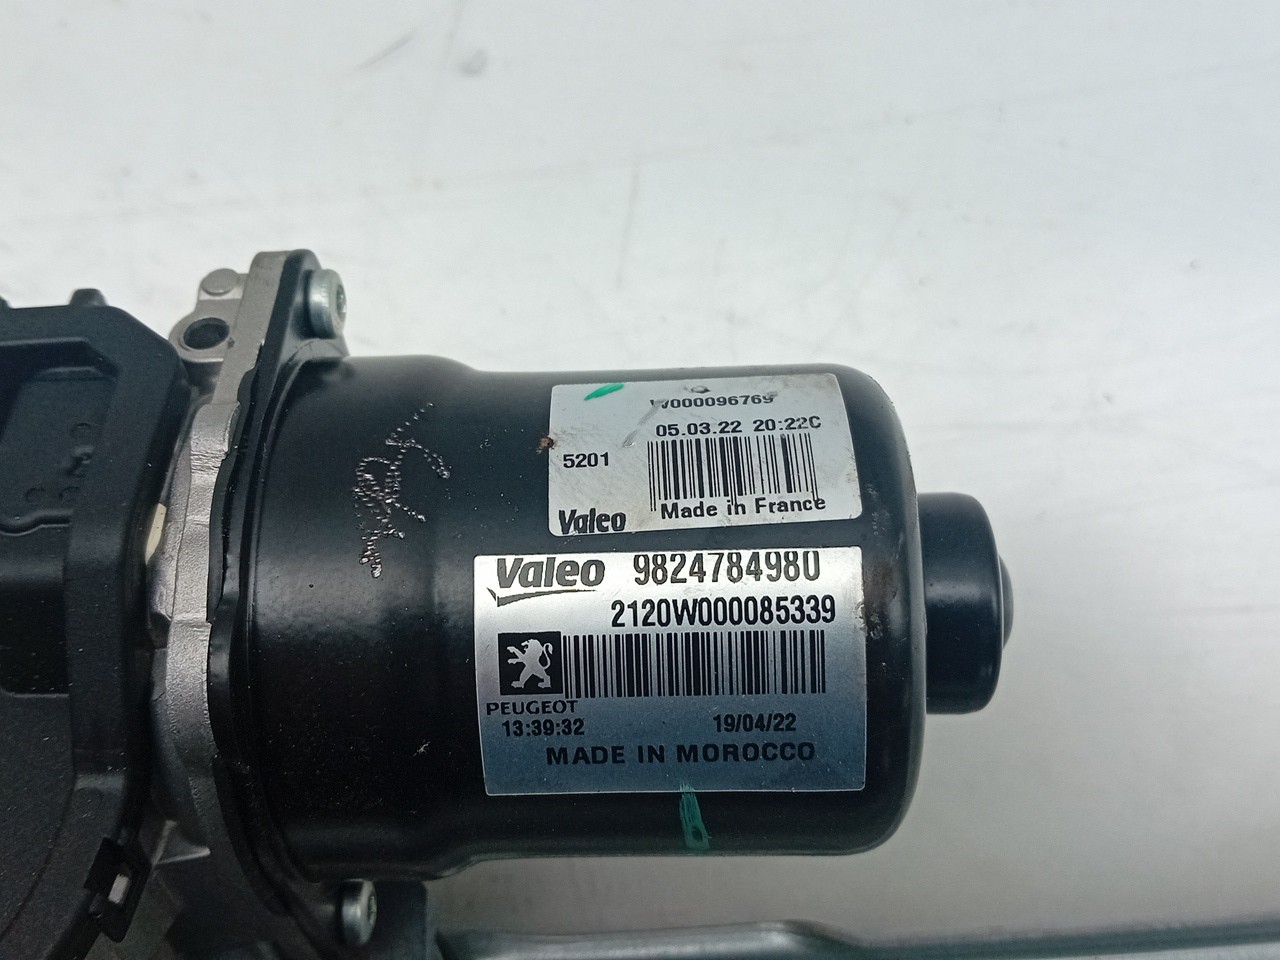 W000096769
05.03.22 20:22C
5201
Made in France
Valeo
Valeo 9824784980
2120W000085339
PEUGEOT
13:39:32 19/04/22
MADE IN MOROCCO